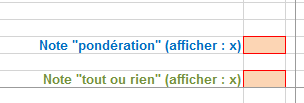 Note "pondération" (afficher : x)
Note "tout ou rien" (afficher : x)